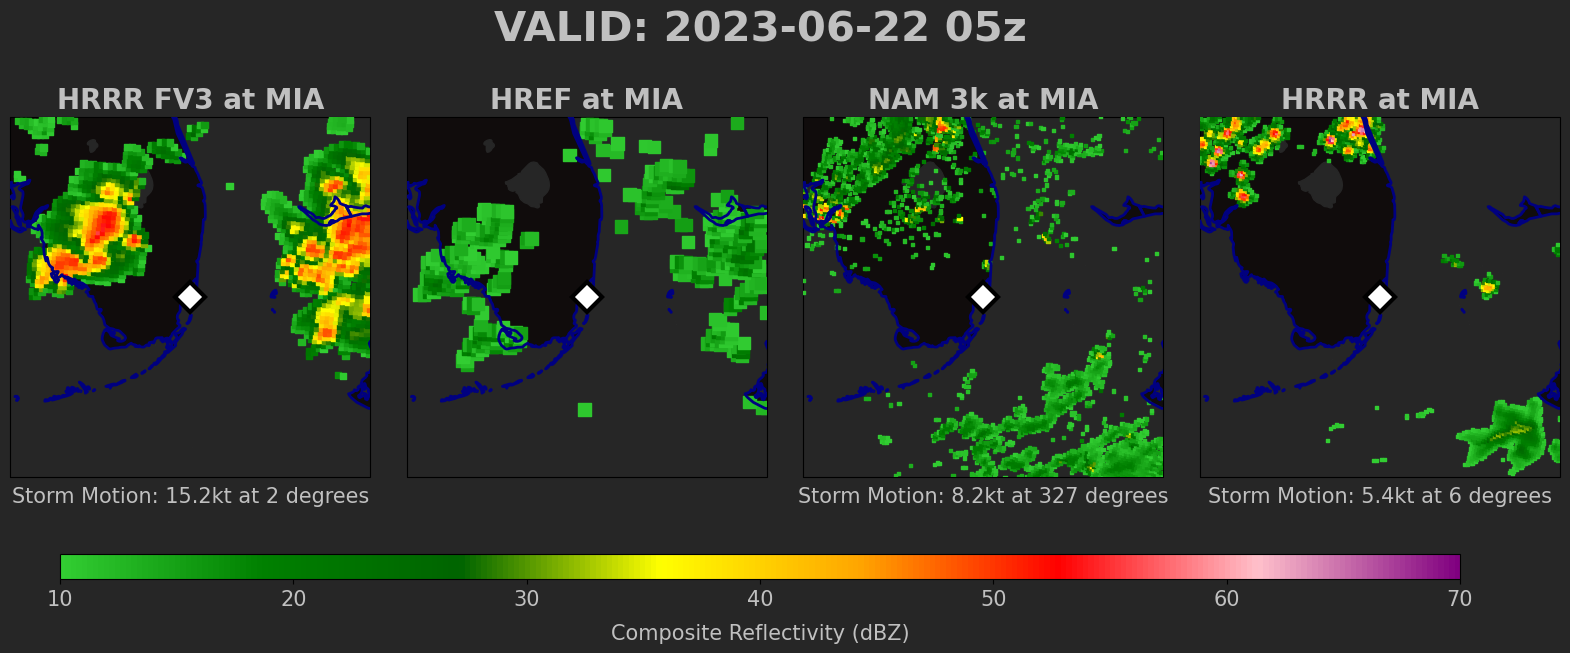 VALID: 2023-06-22 05z
HRRR FV3 at MIA
HREF at MIA
NAM 3k at MIA
HRRR at MIA
Storm Motion: 15.2kt at 2 degrees
Storm Motion: 8.2kt at 327 degrees
Storm Motion: 5.4kt at 6 degrees
10 20 30 40 50 60 70
Composite Reflectivity (dBZ)